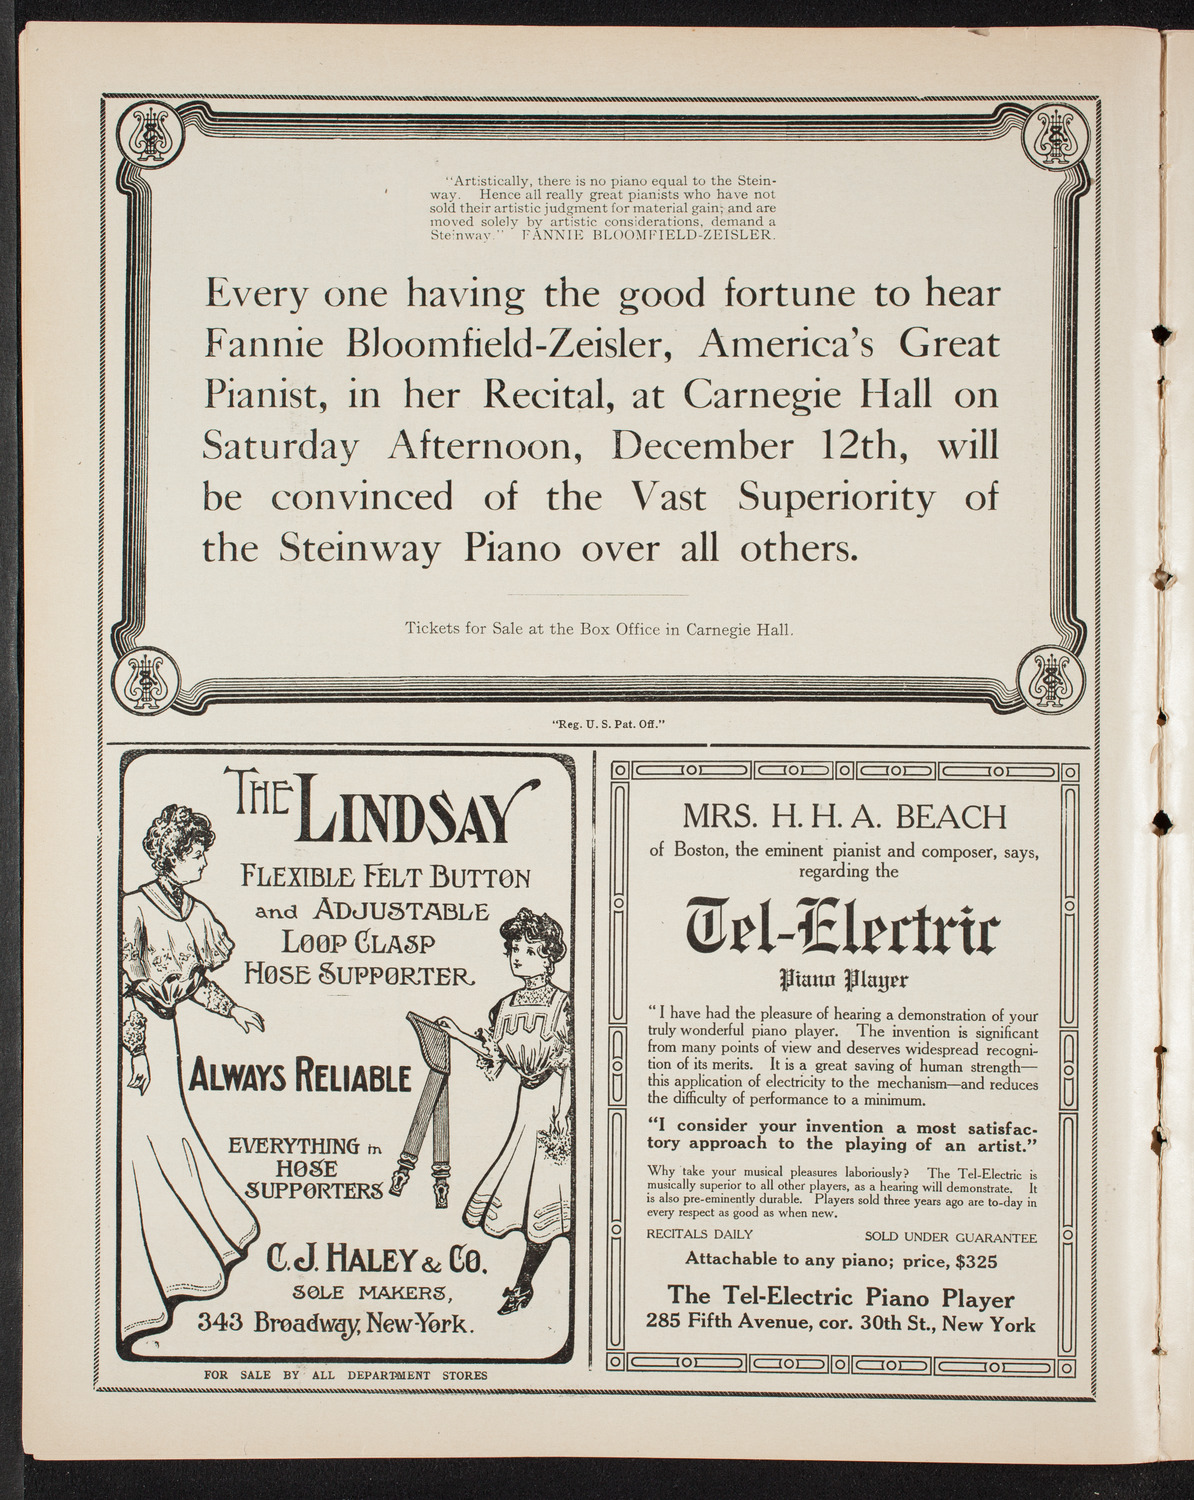 "Artistically, there is no piano equal to the Stein-
way. Hence all really great pianists who have not
sold their artistic judgment for material gain; and are
moved solely by artistic considerations, demand a
Steinway." FANNIE BLOOMFIELD-ZEISLER.
Every one having the good fortune to hear
Fannie Bloomfield-Zeisler, America's Great
Pianist, in her Recital, at Carnegie Hall on
Saturday Afternoon, December 12th, will
be convinced of the Vast Superiority of
the Steinway Piano over all others.
Tickets for Sale at the Box Office in Carnegie Hall.
"Reg. U. S. Pat. Off."
THE LINDSAY
FLEXIBLE FELT BUTTON
and ADJUSTABLE
LOOP CLASP
HOSE SUPPORTER.
ALWAYS RELIABLE
EVERYTHING in
HOSE
SUPPORTERS
C. J. HALEY & CO.
SOLE MAKERS,
343 Broadway, New-York.
FOR SALE BY ALL DEPARTMENT STORES
MRS. H. H. A. BEACH
of Boston, the eminent pianist and composer, says,
regarding the
Tel-Electric
Piano Player
"I have had the pleasure of hearing a demonstration of your
truly wonderful piano player. The invention is significant
from many points of view and deserves widespread recogni-
tion of its merits. It is a great saving of human strength—
this application of electricity to the mechanism—and reduces
the difficulty of performance to a minimum.
"I consider your invention a most satisfac-
tory approach to the playing of an artist."
Why take your musical pleasures laboriously? The Tel-Electric is
musically superior to all other players, as a hearing will demonstrate. It
is also pre-eminently durable. Players sold three years ago are to-day in
every respect as good as when new.
RECITALS DAILY SOLD UNDER GUARANTEE
Attachable to any piano; price, $325
The Tel-Electric Piano Player
285 Fifth Avenue, cor. 30th St., New York